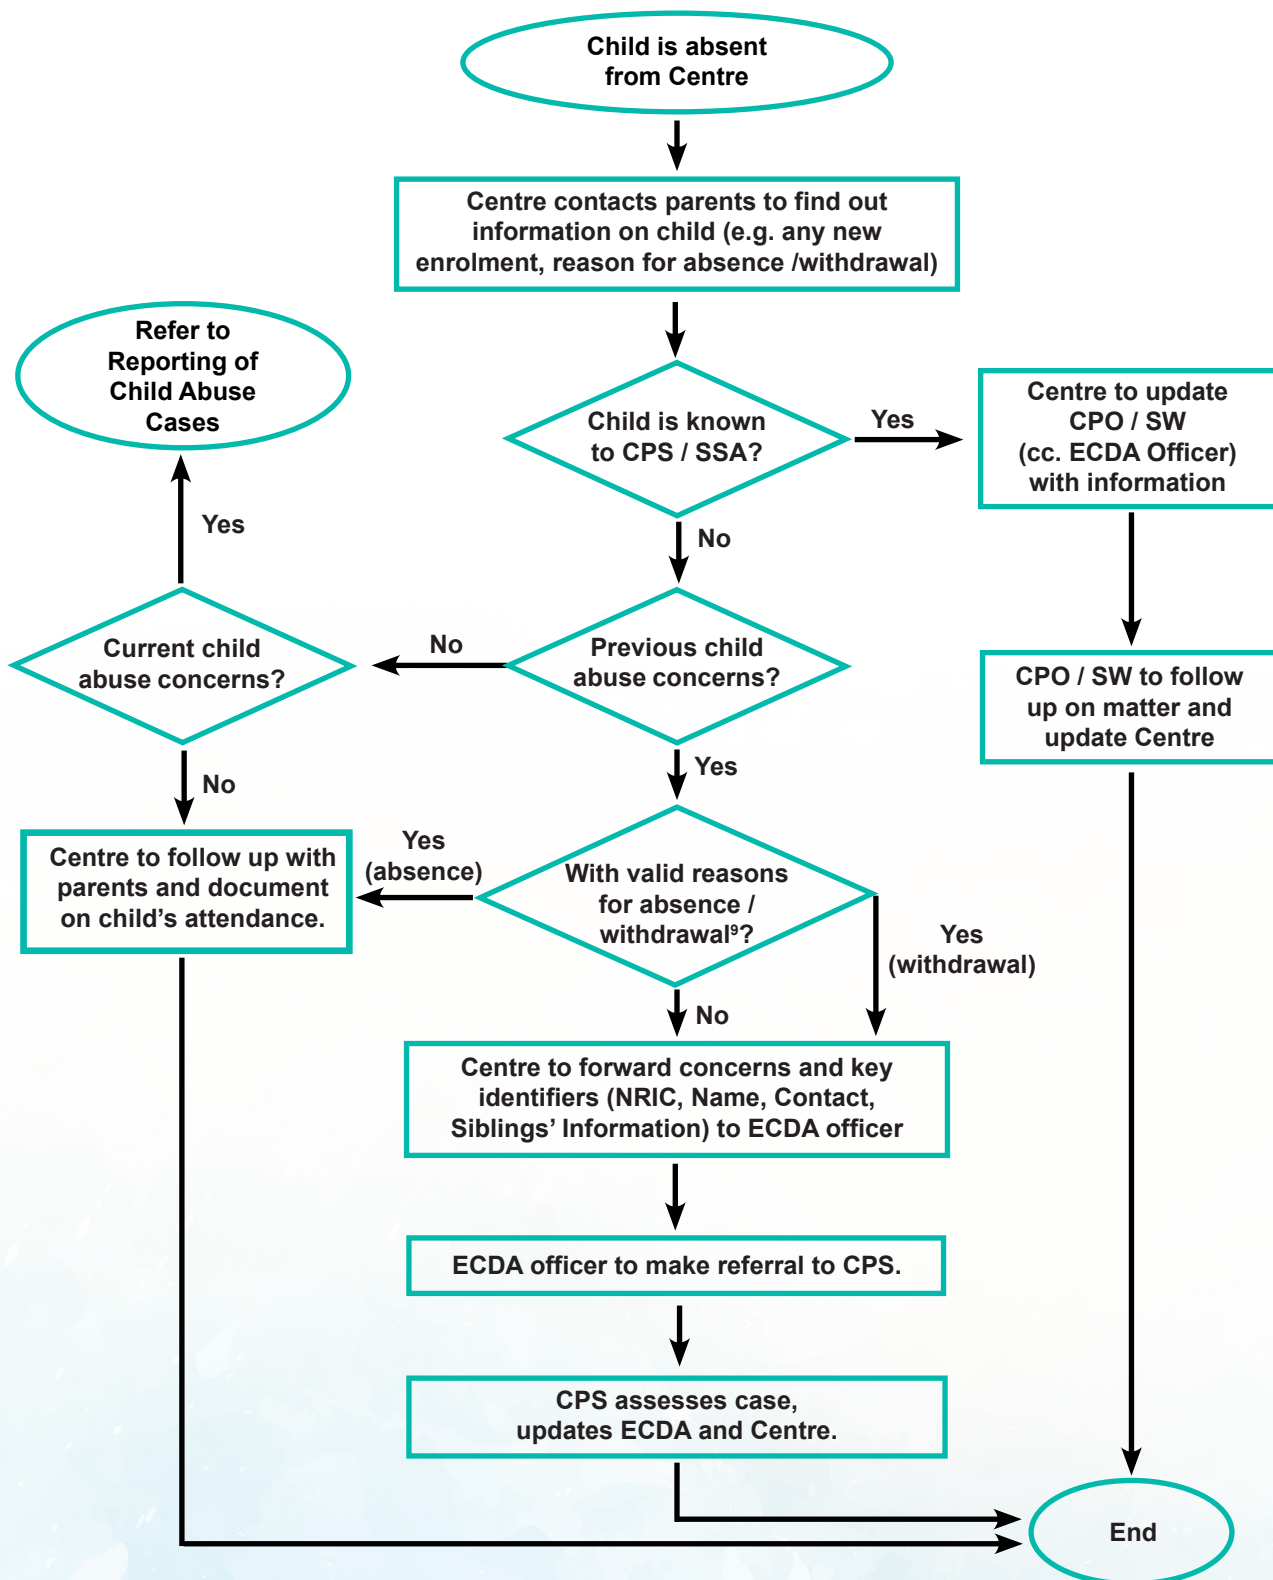 Child is absent
from Centre
Centre contacts parents to find out
information on child (e.g. any new
enrolment, reason for absence /withdrawal)
Refer to
Reporting of
Child Abuse
Cases
Child is known
to CPS / SSA?
Yes
Centre to update
CPO / SW
(cc. ECDA Officer)
with information
Yes
No
Current child
abuse concerns?
No
Previous child
abuse concerns?
CPO / SW to follow
up on matter and
update Centre
No
Yes
Centre to follow up with
parents and document
on child’s attendance.
Yes
(absence)
With valid reasons
for absence /
withdrawal⁹?
Yes
(withdrawal)
No
Centre to forward concerns and key
identifiers (NRIC, Name, Contact,
Siblings’ Information) to ECDA officer
ECDA officer to make referral to CPS.
CPS assesses case,
updates ECDA and Centre.
End